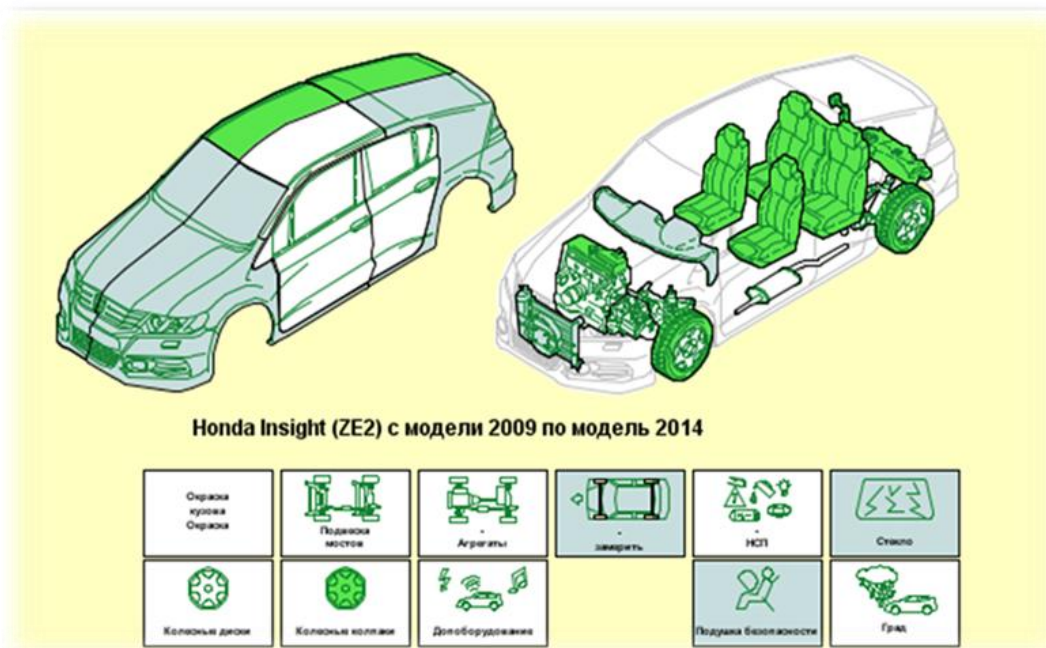 Honda Insight (ZE2) с модели 2009 по модель 2014
Окраска
кузова
Окраска
Подвеска
мостов
-
Агрегаты
-
замерить
-
НСП
Стекло
Колесные диски
Колесные колпаки
Допоборудование
Подушка безопасности
Град